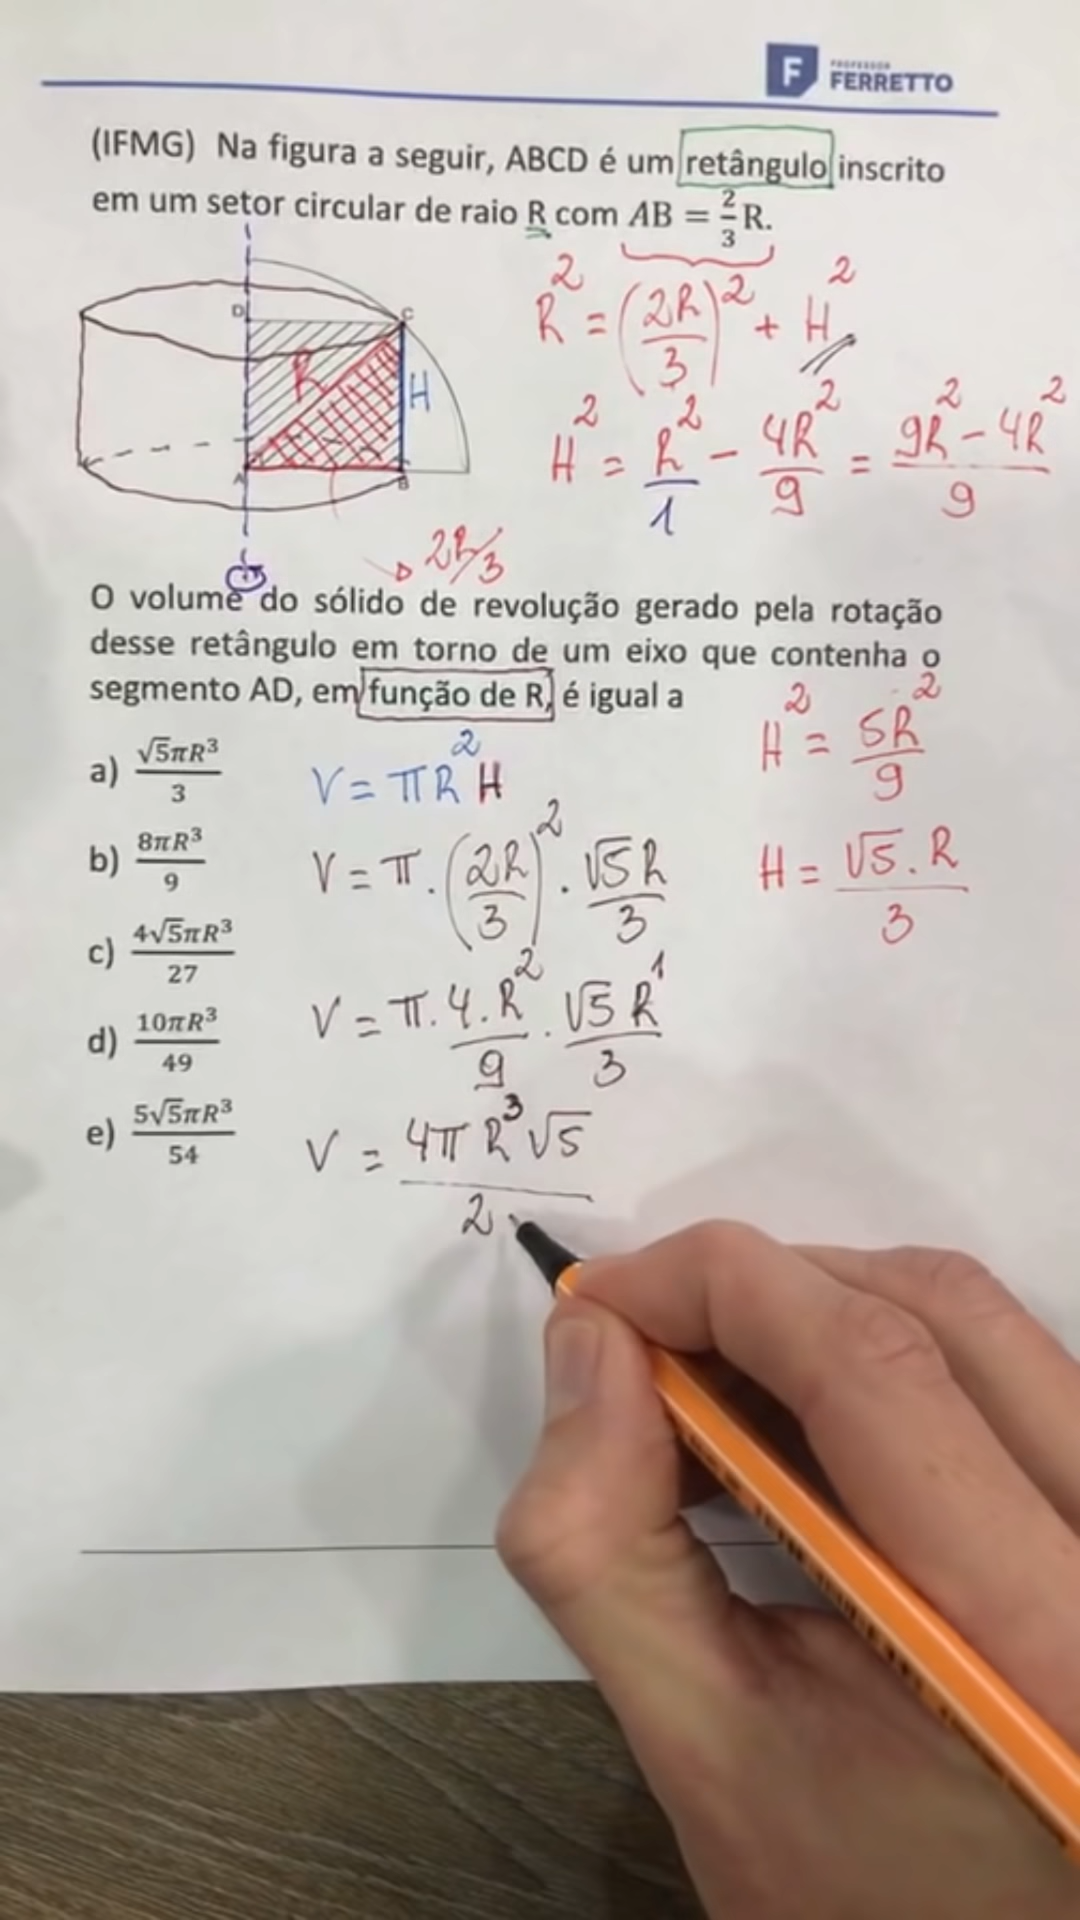 F PROFESSOR FERRETTO
(IFMG) Na figura a seguir, ABCD é um retângulo inscrito
em um setor circular de raio R com AB = 2/3 R.
R² = (2R/3)² + H²
H² = R²/1 - 4R²/9 = 9R² - 4R²/9
D C
R H
A B
2R/3
O volume do sólido de revolução gerado pela rotação
desse retângulo em torno de um eixo que contenha o
segmento AD, em função de R, é igual a
H² = 5R²/9
a) √5πR³/3
V = πR²H
b) 8πR³/9
V = π . (2R/3)² . √5R/3
H = √5 . R/3
c) 4√5πR³/27
V = π . 4 . R²/9 . √5R¹/3
d) 10πR³/49
e) 5√5πR³/54
V = 4πR³√5/2